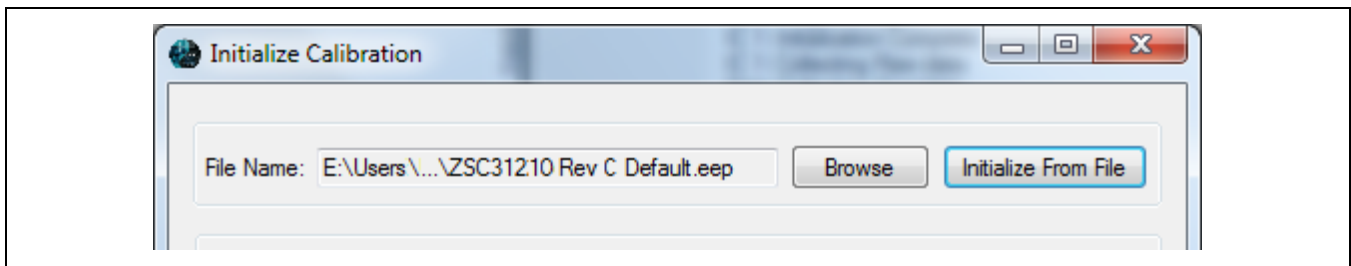 Initialize Calibration
File Name: E:\Users\...\ZSC31210 Rev C Default.eep Browse Initialize From File